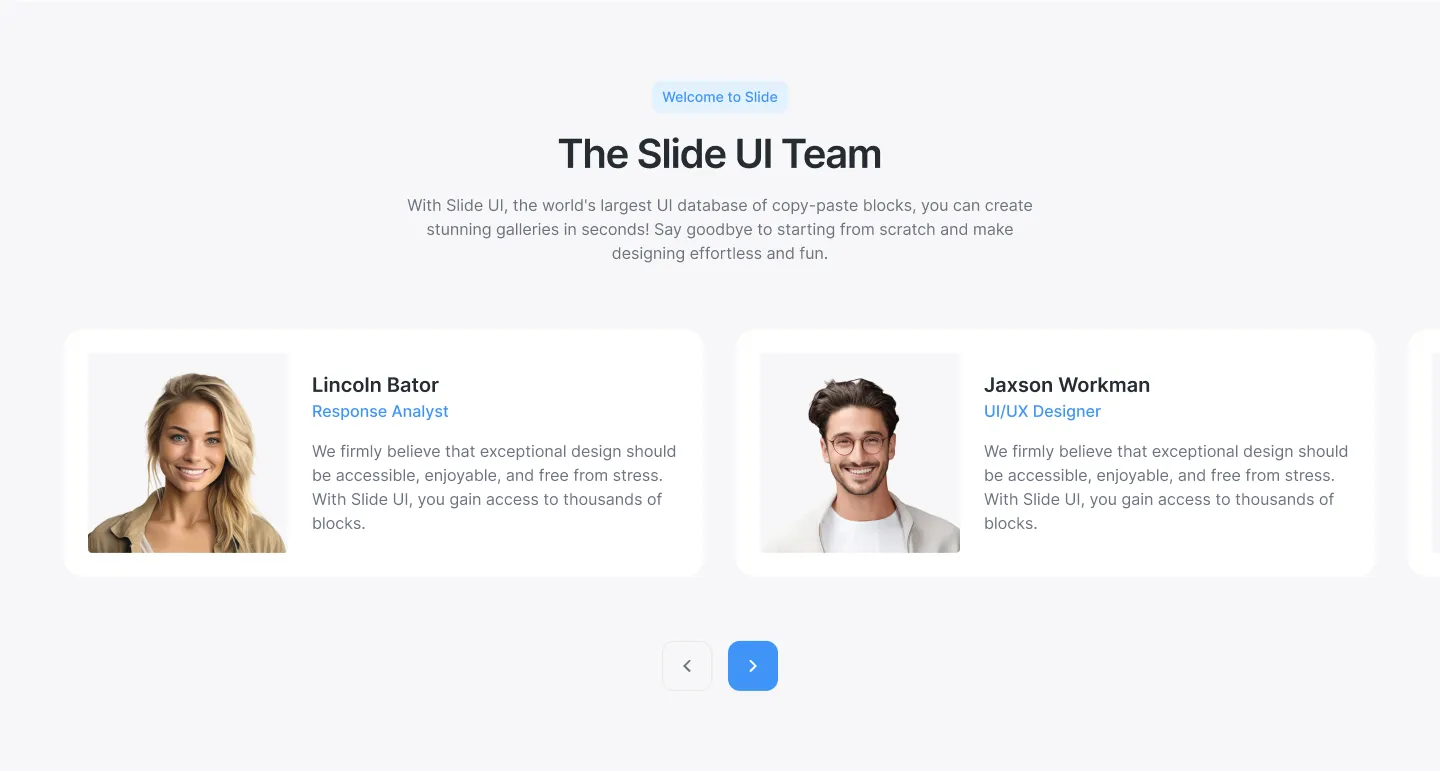 Welcome to Slide
The Slide UI Team
With Slide UI, the world's largest UI database of copy-paste blocks, you can create
stunning galleries in seconds! Say goodbye to starting from scratch and make
designing effortless and fun.
Lincoln Bator
Response Analyst
We firmly believe that exceptional design should
be accessible, enjoyable, and free from stress.
With Slide UI, you gain access to thousands of
blocks.
Jaxson Workman
UI/UX Designer
We firmly believe that exceptional design should
be accessible, enjoyable, and free from stress.
With Slide UI, you gain access to thousands of
blocks.